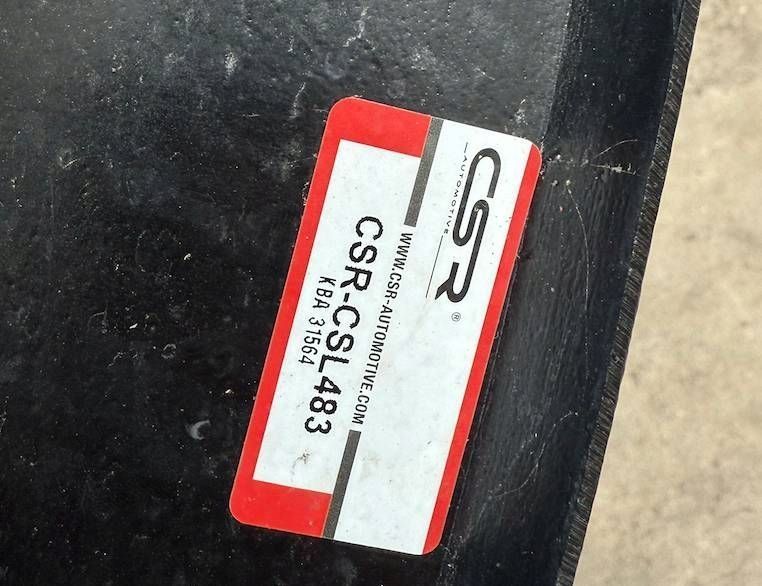 CSR®
AUTOMOTIVE
WWW.CSR-AUTOMOTIVE.COM
CSR-CSL483
KBA 31564